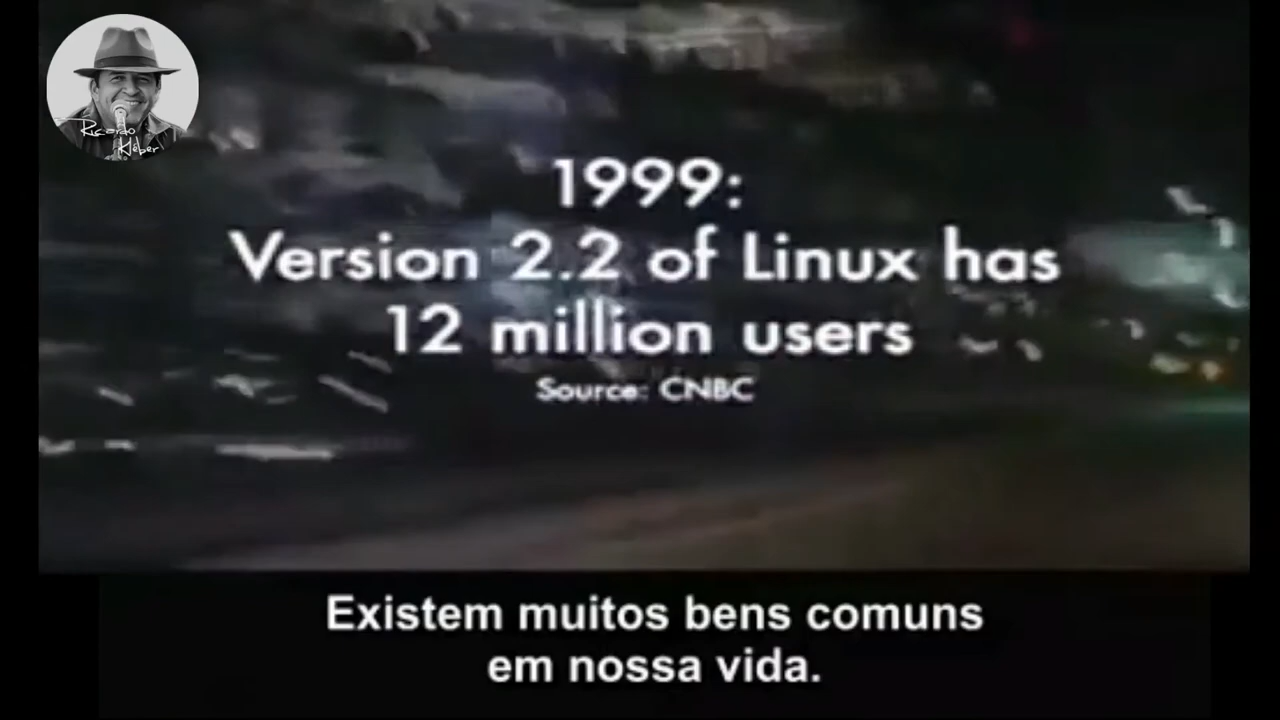 Ricardo
Kléber
1999:
Version 2.2 of Linux has
12 million users
Source: CNBC
Existem muitos bens comuns
em nossa vida.